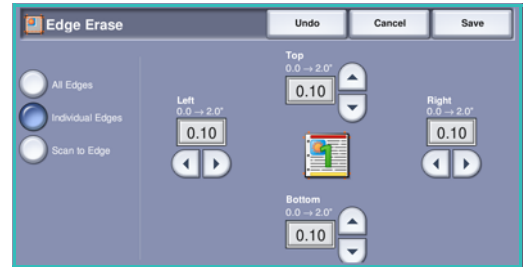 Edge Erase
Undo
Cancel
Save
All Edges
Individual Edges
Scan to Edge
Top
0.0 → 2.0"
0.10
Left
0.0 → 2.0"
0.10
Right
0.0 → 2.0"
0.10
Bottom
0.0 → 2.0"
0.10